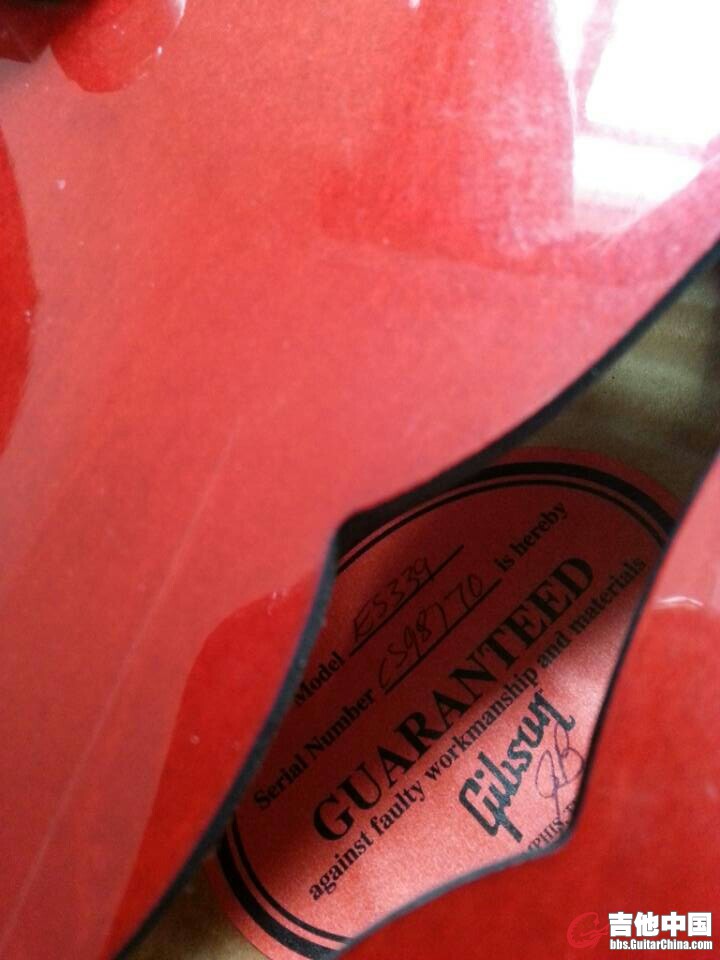 Model ES339
Serial Number CS98770 is hereby
GUARANTEED
against faulty workmanship and materials
Gibson
吉他中国
bbs.GuitarChina.com